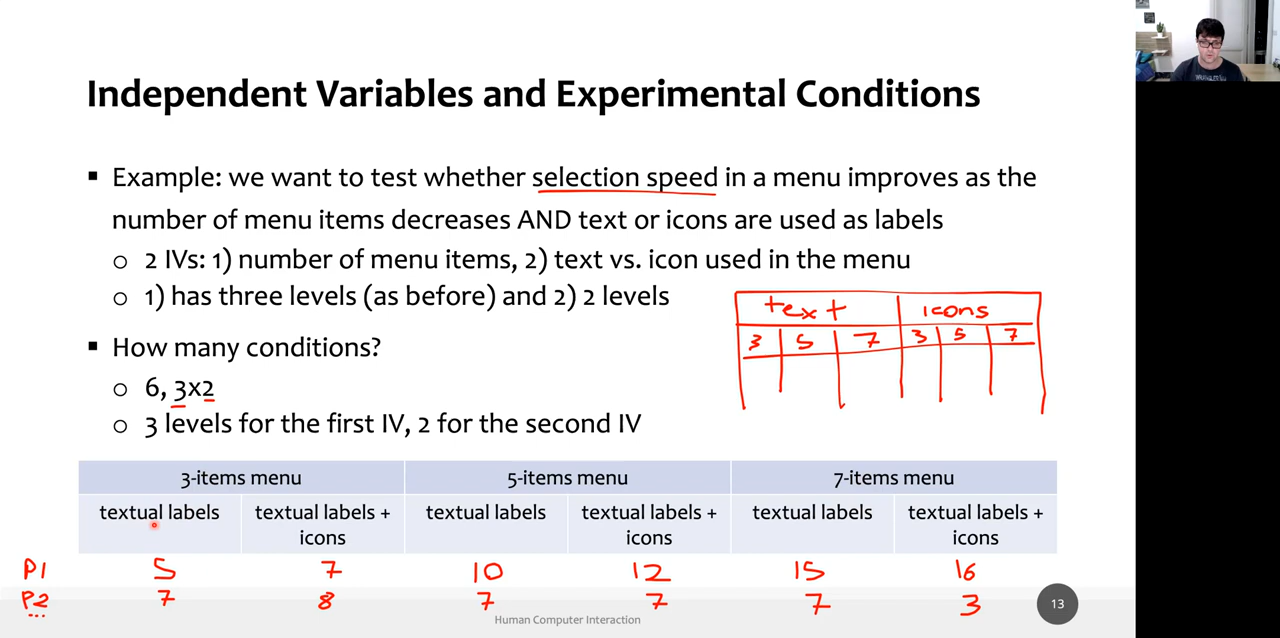 Independent Variables and Experimental Conditions
▪ Example: we want to test whether selection speed in a menu improves as the
number of menu items decreases AND text or icons are used as labels
o 2 IVs: 1) number of menu items, 2) text vs. icon used in the menu
o 1) has three levels (as before) and 2) 2 levels
text icons
3 5 7 3 5 7
▪ How many conditions?
o 6, 3x2
o 3 levels for the first IV, 2 for the second IV
3-items menu 5-items menu 7-items menu
textual labels textual labels + icons textual labels textual labels + icons textual labels textual labels + icons
P1 5 7 10 12 15 16
P2 7 8 7 7 7 3
...
Human Computer Interaction
13